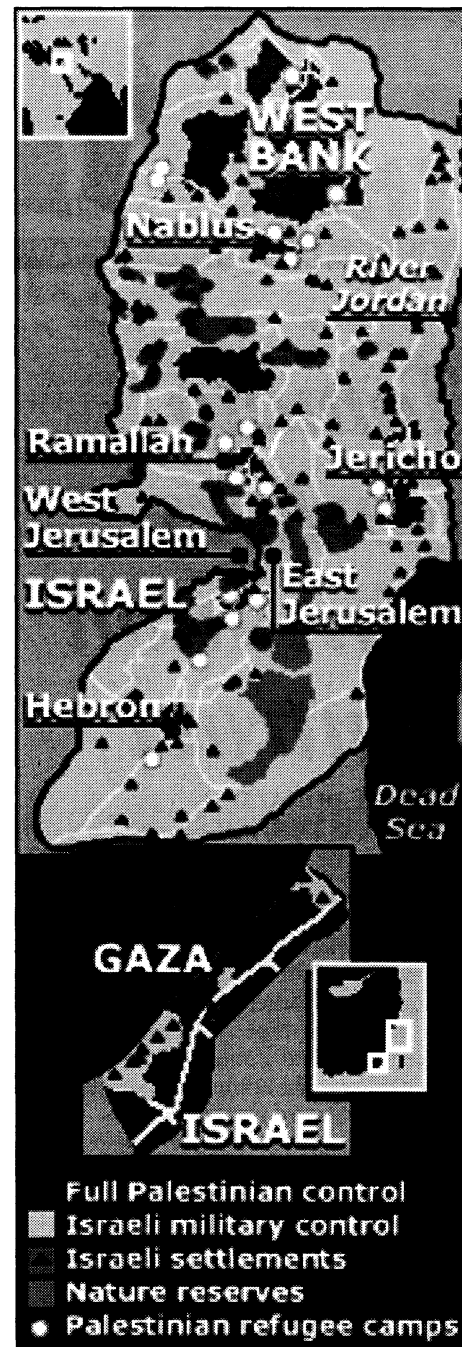 WEST
BANK
Nablus
River
Jordan
Ramallah
Jericho
West
Jerusalem
ISRAEL
East
Jerusalem
Hebron
Dead
Sea
GAZA
ISRAEL
Full Palestinian control
Israeli military control
Israeli settlements
Nature reserves
Palestinian refugee camps